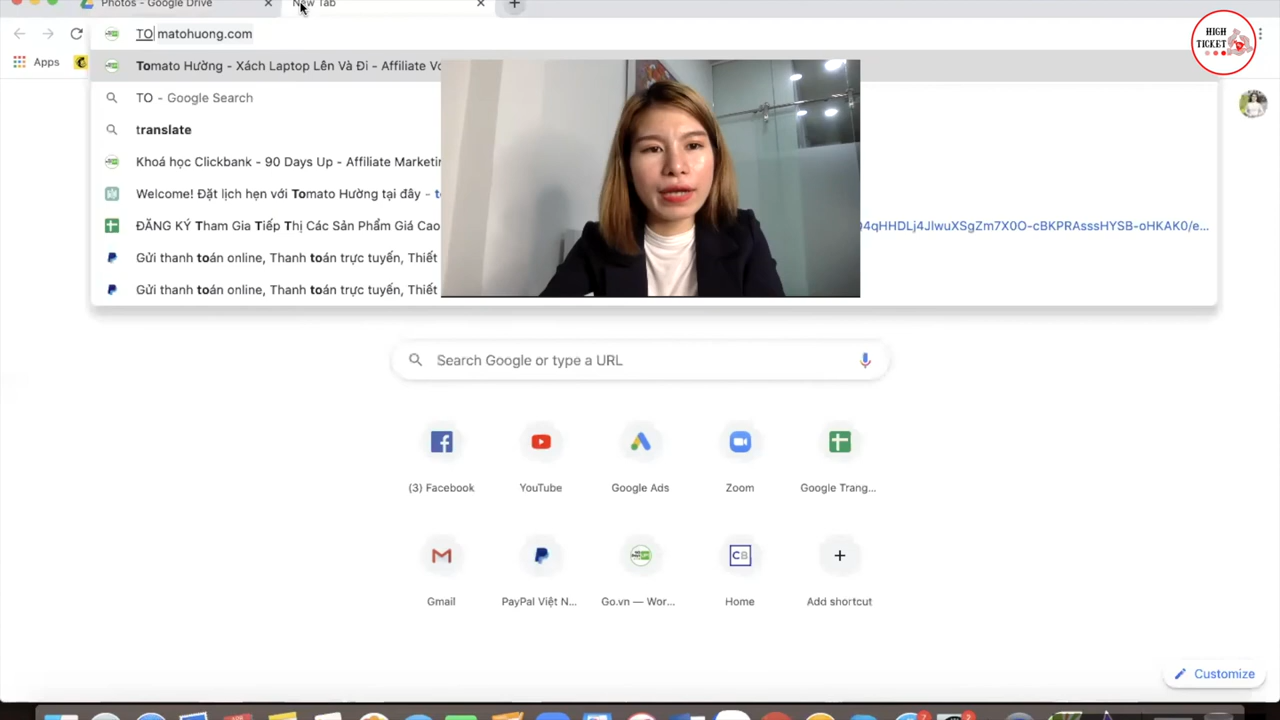 Photos - Google Drive
New Tab
TOmatohuong.com
HIGH
TICKET
Apps
Tomato Hường - Xách Laptop Lên Và Đi - Affiliate Vo
TO - Google Search
translate
Khoá học Clickbank - 90 Days Up - Affiliate Marketin
Welcome! Đặt lịch hẹn với Tomato Hường tại đây - to
ĐĂNG KÝ Tham Gia Tiếp Thị Các Sản Phẩm Giá Cao
4qHHDLj4JlwuXSgZm7X0O-cBKPRAsssHYSB-oHKAK0/e...
Gửi thanh toán online, Thanh toán trực tuyến, Thiết
Gửi thanh toán online, Thanh toán trực tuyến, Thiết
Search Google or type a URL
(3) Facebook
YouTube
Google Ads
Zoom
Google Trang...
CB
Gmail
PayPal Việt N...
Go.vn — Wor...
Home
Add shortcut
Customize